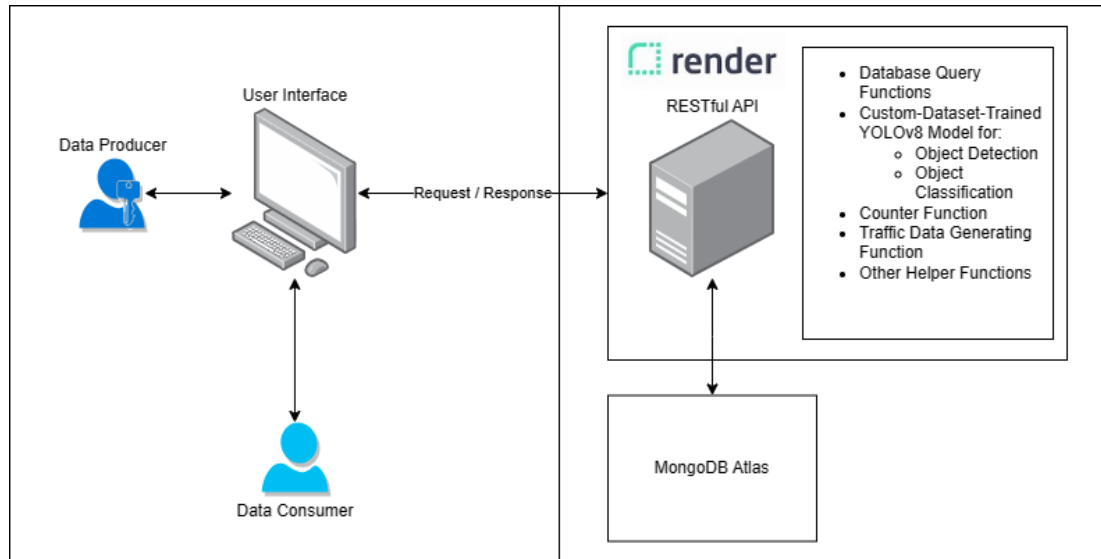 User Interface
Data Producer
Request / Response
Data Consumer
render
RESTful API
Database Query
Functions
Custom-Dataset-Trained
YOLOv8 Model for:
Object Detection
Object
Classification
Counter Function
Traffic Data Generating
Function
Other Helper Functions
MongoDB Atlas